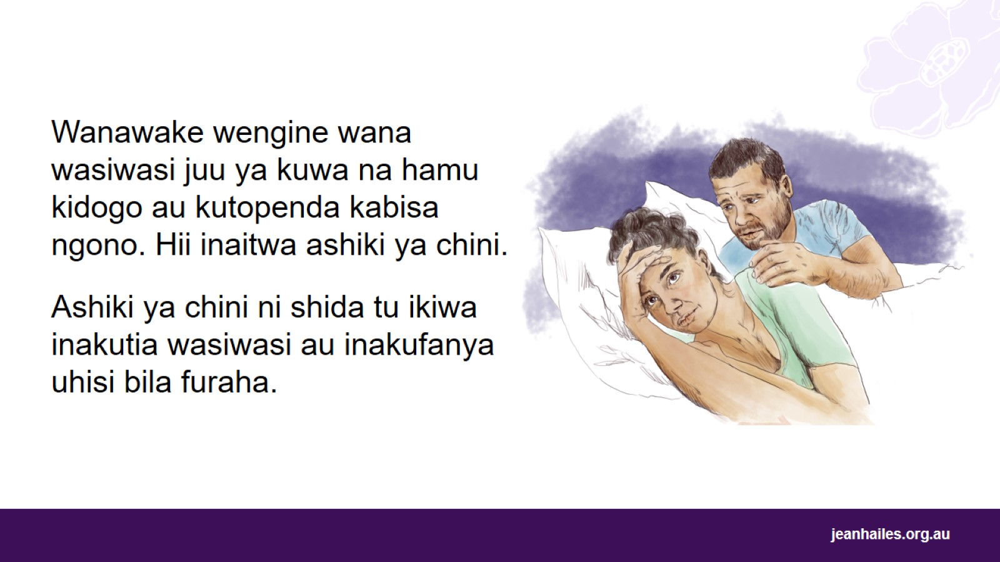 Wanawake wengine wana
wasiwasi juu ya kuwa na hamu
kidogo au kutopenda kabisa
ngono. Hii inaitwa ashiki ya chini.
Ashiki ya chini ni shida tu ikiwa
inakutia wasiwasi au inakufanya
uhisi bila furaha.
jeanhailes.org.au